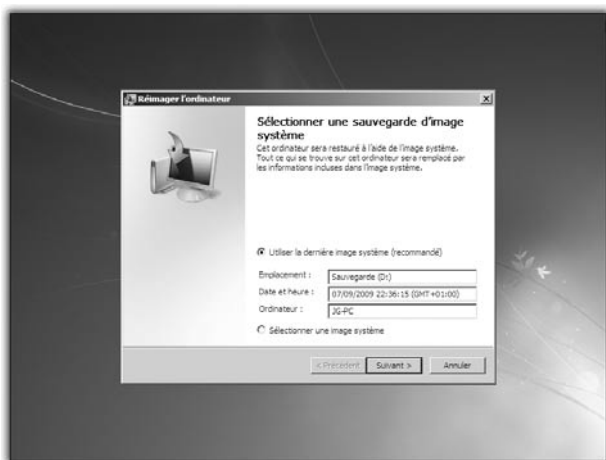 Réimager l'ordinateur
Sélectionner une sauvegarde d'image
système
Cet ordinateur sera restauré à l'aide de l'image système.
Tout ce qui se trouve sur cet ordinateur sera remplacé par
les informations incluses dans l'image système.
Utiliser la dernière image système (recommandé)
Emplacement : Sauvegarde (D:)
Date et heure : 07/09/2009 22:36:15 (GMT+01:00)
Ordinateur : JG-PC
Sélectionner une image système
< Précédent Suivant > Annuler